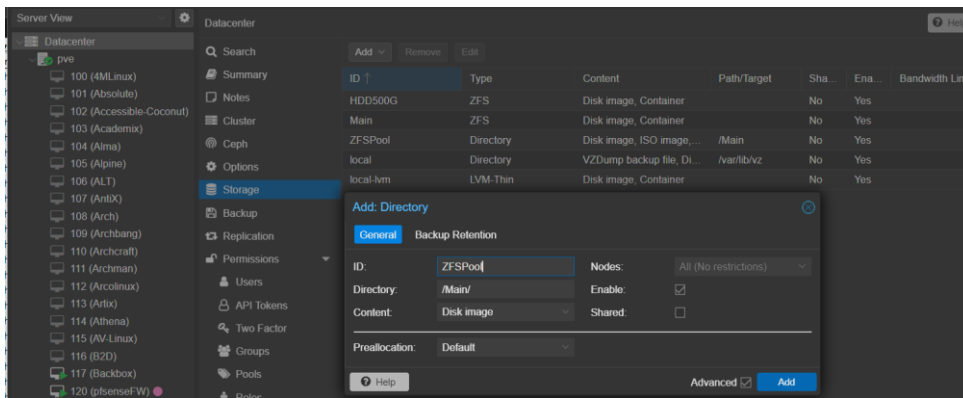 Server View
Datacenter
pve
100 (4MLinux)
101 (Absolute)
102 (Accessible-Coconut)
103 (Academix)
104 (Alma)
105 (Alpine)
106 (ALT)
107 (AntiX)
108 (Arch)
109 (Archbang)
110 (Archcraft)
111 (Archman)
112 (Arcolinux)
113 (Artix)
114 (Athena)
115 (AV-Linux)
116 (B2D)
117 (Backbox)
120 (pfsenseFW)
Datacenter
Help
Search
Summary
Notes
Cluster
Ceph
Options
Storage
Backup
Replication
Permissions
Users
API Tokens
Two Factor
Groups
Pools
Roles
Add Remove Edit
ID ↑ Type Content Path/Target Sha... Ena... Bandwidth Lim
HDD500G ZFS Disk image, Container No Yes
Main ZFS Disk image, Container No Yes
ZFSPool Directory Disk image, ISO image,... /Main No Yes
local Directory VZDump backup file, Di... /var/lib/vz No Yes
local-lvm LVM-Thin Disk image, Container No Yes
Add: Directory
General Backup Retention
ID: ZFSPool Nodes: All (No restrictions)
Directory: /Main/ Enable:
Content: Disk image Shared:
Preallocation: Default
Help Advanced Add